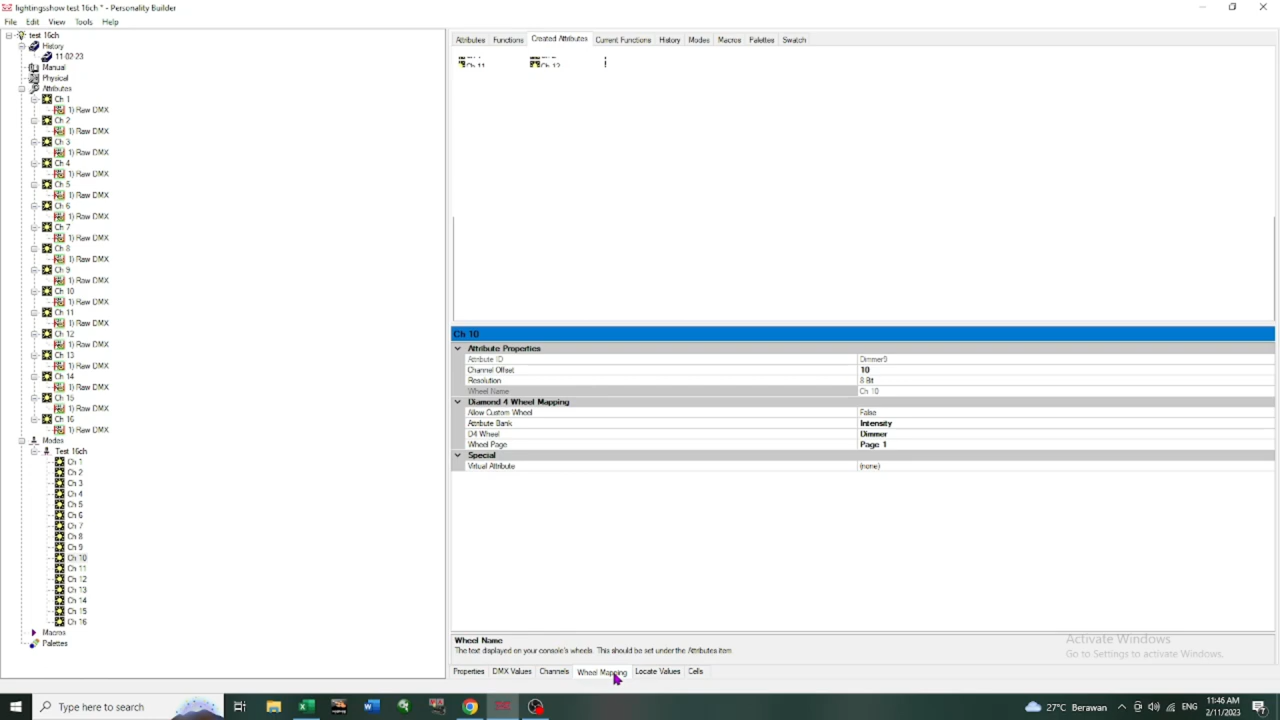 lightingsshow test 16ch * - Personality Builder
File Edit View Tools Help
test 16ch
History
11-02-23
Manual
Physical
Attributes
Ch 1
1) Raw DMX
Ch 2
1) Raw DMX
Ch 3
1) Raw DMX
Ch 4
1) Raw DMX
Ch 5
1) Raw DMX
Ch 6
1) Raw DMX
Ch 7
1) Raw DMX
Ch 8
1) Raw DMX
Ch 9
1) Raw DMX
Ch 10
1) Raw DMX
Ch 11
1) Raw DMX
Ch 12
1) Raw DMX
Ch 13
1) Raw DMX
Ch 14
1) Raw DMX
Ch 15
1) Raw DMX
Ch 16
1) Raw DMX
Modes
Test 16ch
Ch 1
Ch 2
Ch 3
Ch 4
Ch 5
Ch 6
Ch 7
Ch 8
Ch 9
Ch 10
Ch 11
Ch 12
Ch 13
Ch 14
Ch 15
Ch 16
Macros
Palettes
Attributes Functions Created Attributes Current Functions History Modes Macros Palettes Swatch
Ch 11 Ch 12
Ch 10
Attribute Properties
Attribute ID Dimmer9
Channel Offset 10
Resolution 8 Bit
Wheel Name Ch 10
Diamond 4 Wheel Mapping
Allow Custom Wheel False
Attribute Bank Intensity
D4 Wheel Dimmer
Wheel Page Page 1
Special
Virtual Attribute (none)
Wheel Name
The text displayed on your console's wheels. This should be set under the Attributes item
Activate Windows
Go to Settings to activate Windows.
Properties DMX Values Channels Wheel Mapping Locate Values Cells
Type here to search
27°C Berawan
ENG
11:46 AM
2/11/2023